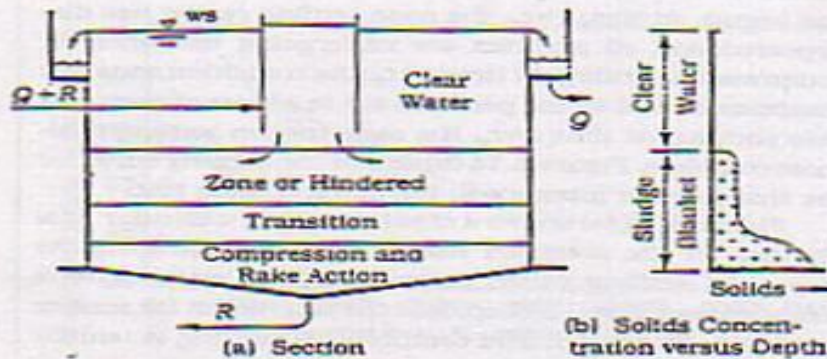 ws
Clear
Water
Q + R
Q
Zone or Hindered
Transition
Compression and
Rake Action
R
(a) Section
Clear
Water
Sludge
(Blanket)
Solids
(b) Solids Concen-
tration versus Depth